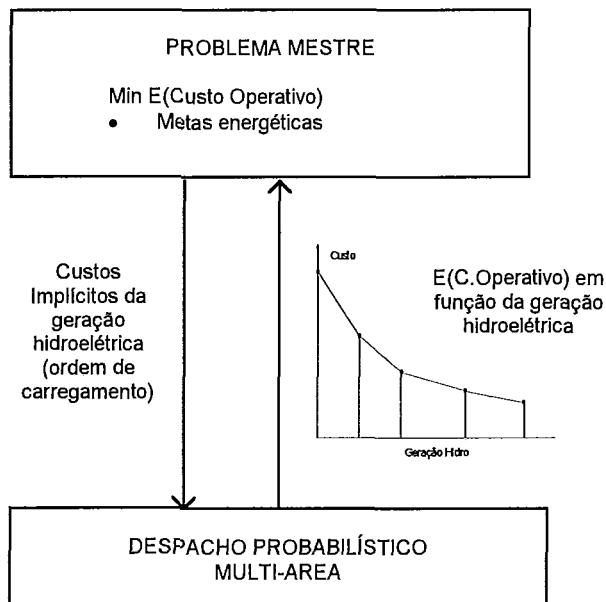 PROBLEMA MESTRE
Min E(Custo Operativo)
• Metas energéticas
Custos
Implícitos da
geração
hidroelétrica
(ordem de
carregamento)
Custo
Geração Hidro
E(C.Operativo) em
função da geração
hidroelétrica
DESPACHO PROBABILÍSTICO
MULTI-AREA